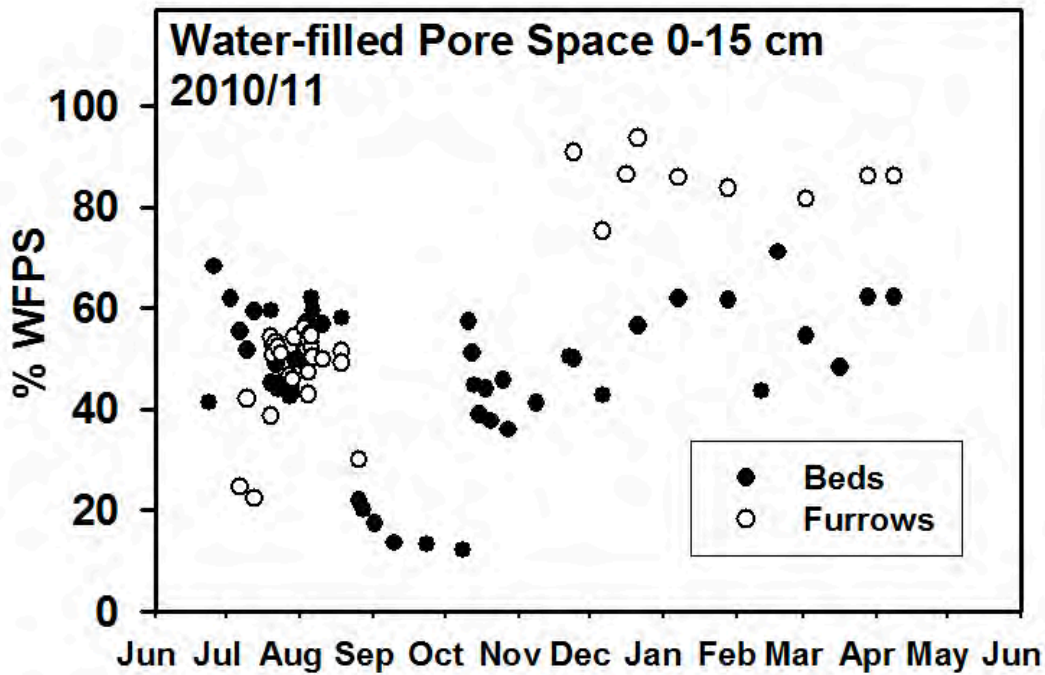 Water-filled Pore Space 0-15 cm
2010/11
% WFPS
100
80
60
40
20
0
Jun Jul Aug Sep Oct Nov Dec Jan Feb Mar Apr May Jun
Beds
Furrows